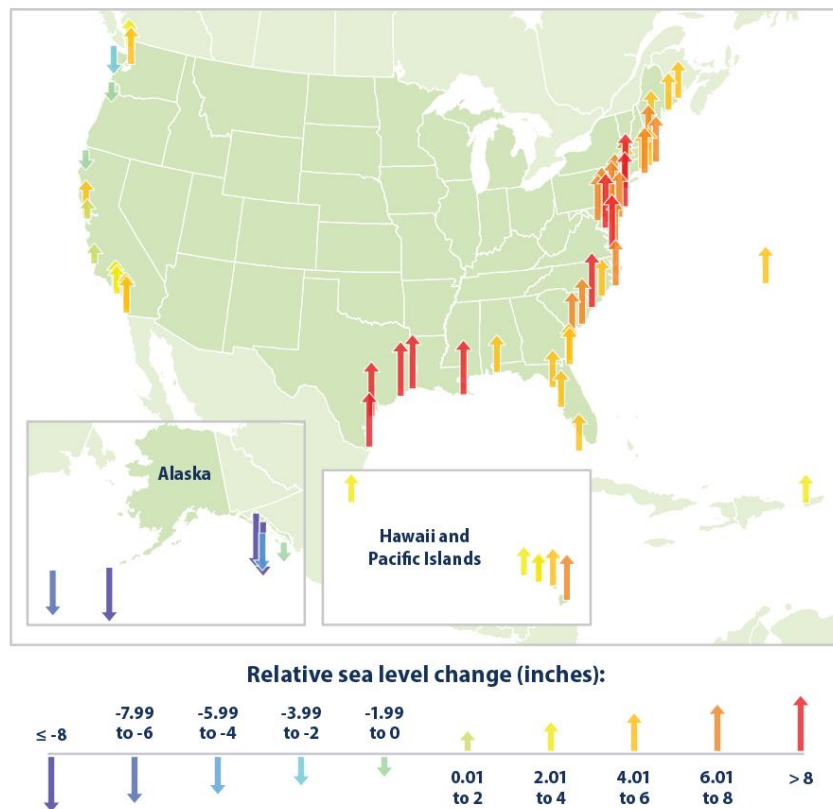 Alaska
Hawaii and
Pacific Islands
Relative sea level change (inches):
≤ -8
-7.99
to -6
-5.99
to -4
-3.99
to -2
-1.99
to 0
0.01
to 2
2.01
to 4
4.01
to 6
6.01
to 8
> 8